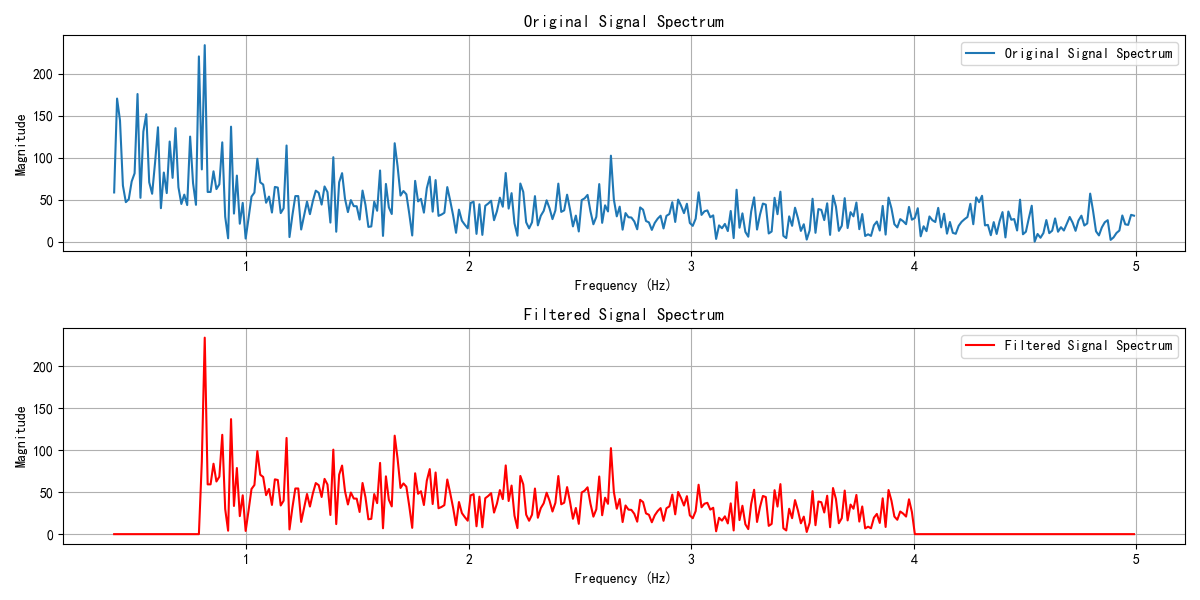 Original Signal Spectrum
Original Signal Spectrum
Magnitude
200
150
100
50
0
1
2
3
4
5
Frequency (Hz)
Filtered Signal Spectrum
Filtered Signal Spectrum
Magnitude
200
150
100
50
0
1
2
3
4
5
Frequency (Hz)